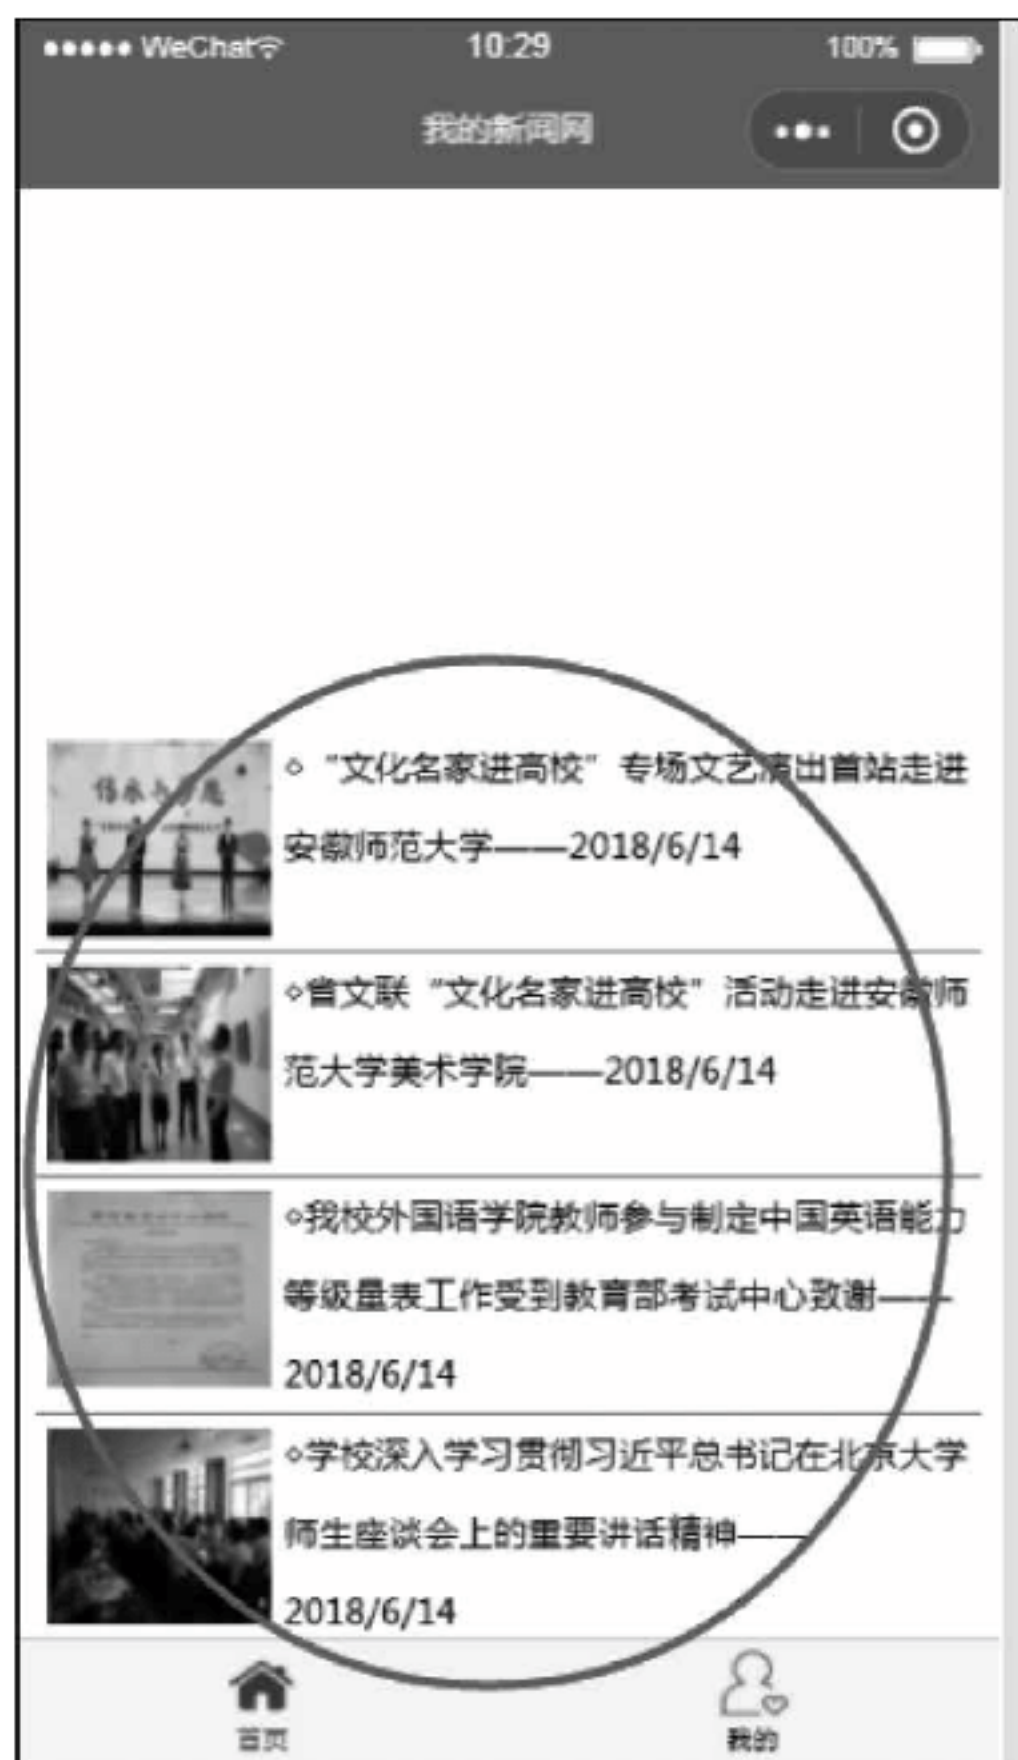 WeChat 10:29 100%
我的新闻网
◇“文化名家进高校”专场文艺演出首站走进
安徽师范大学——2018/6/14
◇省文联“文化名家进高校”活动走进安徽师
范大学美术学院——2018/6/14
◇我校外国语学院教师参与制定中国英语能力
等级量表工作受到教育部考试中心致谢——
2018/6/14
◇学校深入学习贯彻习近平总书记在北京大学
师生座谈会上的重要讲话精神——
2018/6/14
首页 我的